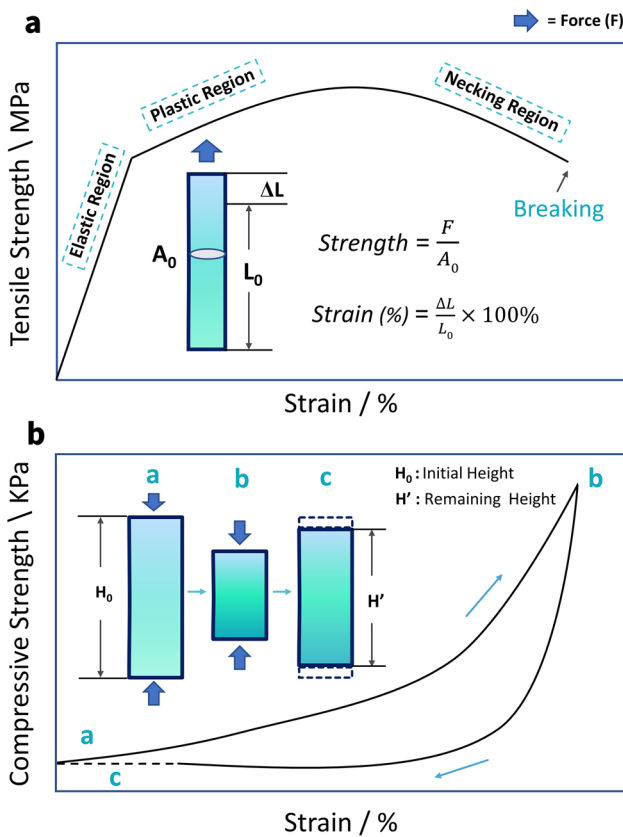 a
= Force (F)
Tensile Strength \ MPa
Elastic Region
Plastic Region
Necking Region
Breaking
ΔL
A₀
L₀
Strength = F / A₀
Strain (%) = ΔL / L₀ × 100%
Strain / %
b
Compressive Strength \ KPa
a
b
c
H₀ : Initial Height
H' : Remaining Height
b
H₀
H'
a
c
Strain / %